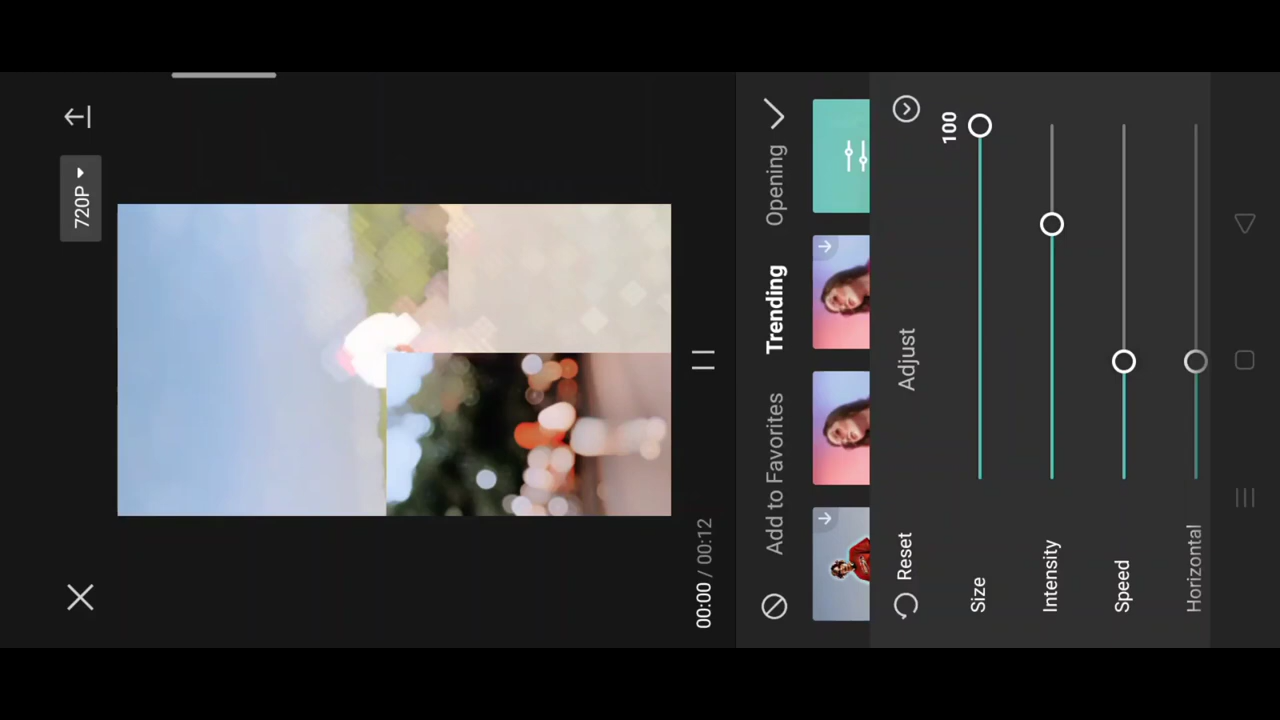 720P
00:00 / 00:12
Add to Favorites
Trending
Opening
Reset
Adjust
100
Size
Intensity
Speed
Horizontal